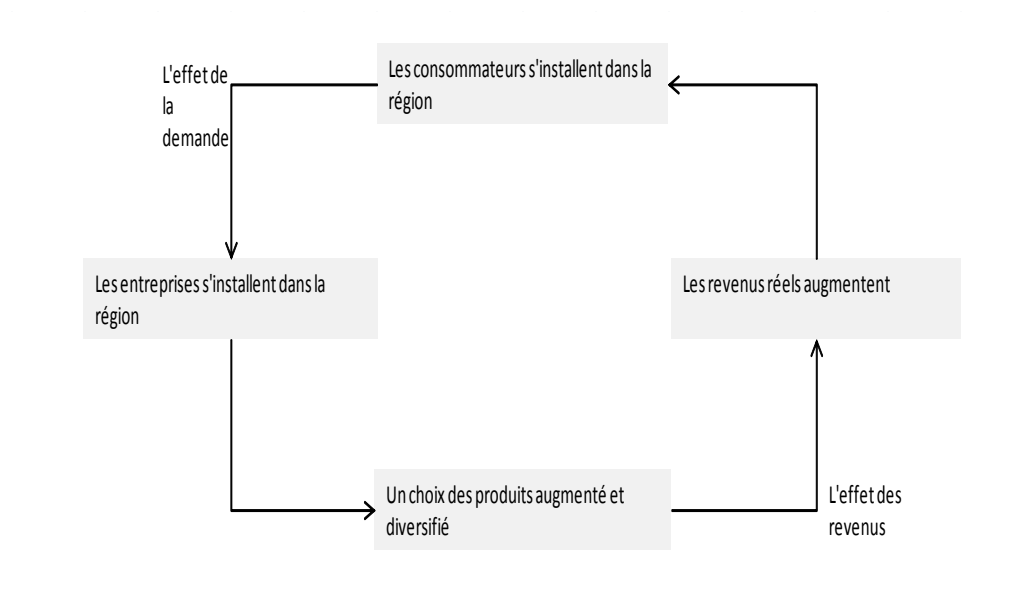 Les consommateurs s'installent dans la
région
L'effet de
la
demande
Les entreprises s'installent dans la
région
Les revenus réels augmentent
Un choix des produits augmenté et
diversifié
L'effet des
revenus